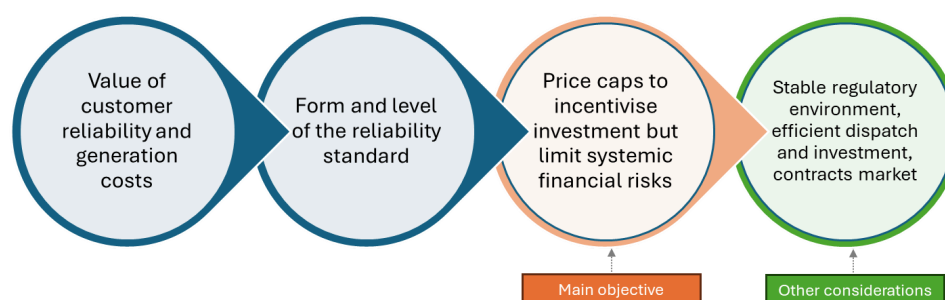 Value of
customer
reliability and
generation
costs
Form and level
of the reliability
standard
Price caps to
incentivise
investment but
limit systemic
financial risks
Stable regulatory
environment,
efficient dispatch
and investment,
contracts market
Main objective
Other considerations